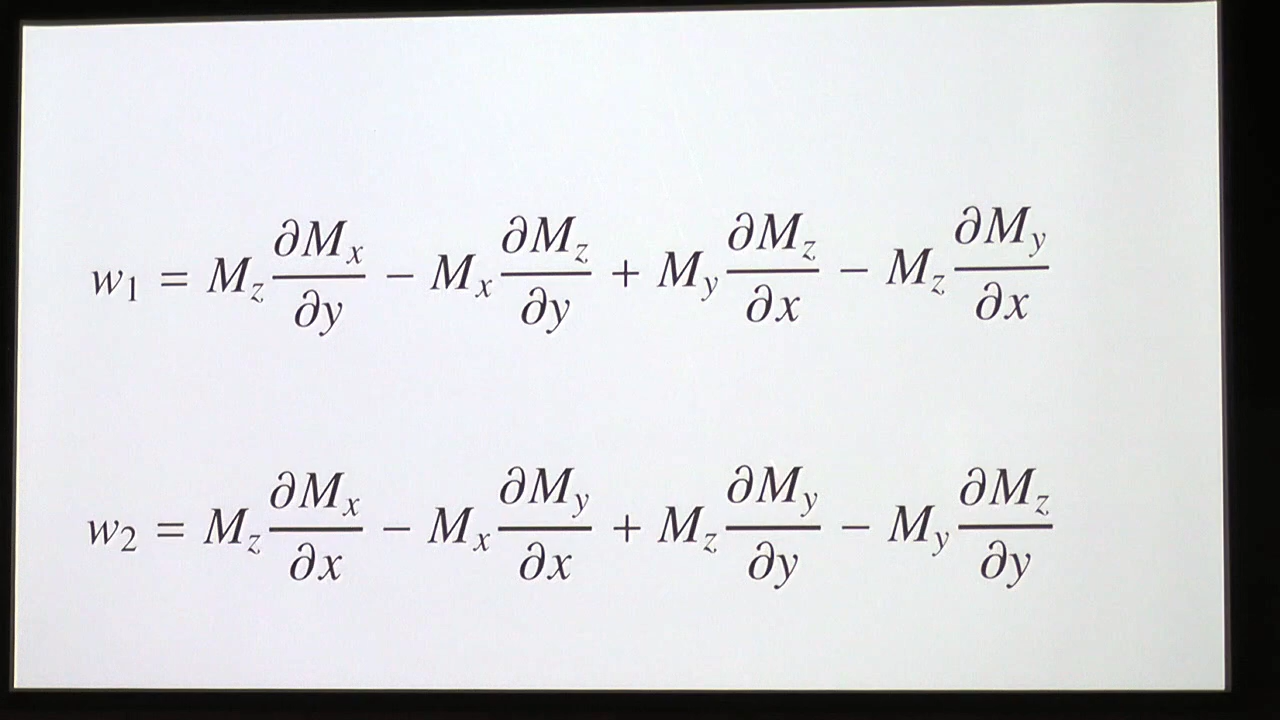 w₁ = M_z ∂M_x/∂y − M_x ∂M_z/∂y + M_y ∂M_z/∂x − M_z ∂M_y/∂x
w₂ = M_z ∂M_x/∂x − M_x ∂M_y/∂x + M_z ∂M_y/∂y − M_y ∂M_z/∂y